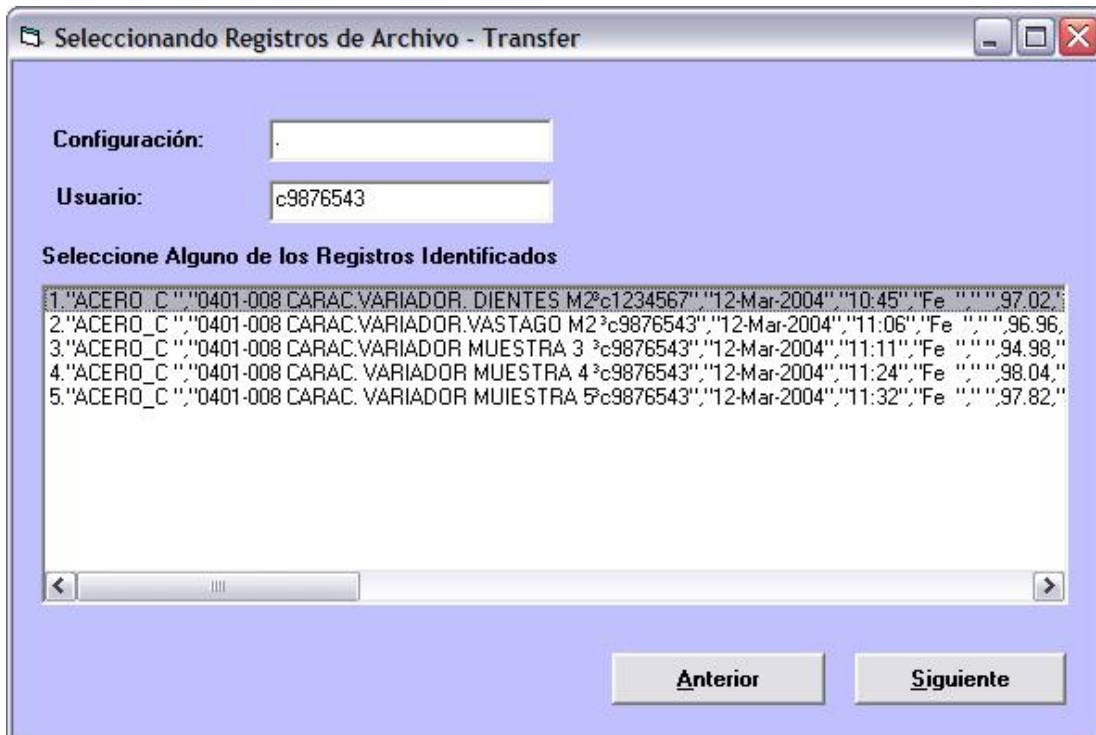 Seleccionando Registros de Archivo - Transfer
Configuración: .
Usuario: c9876543
Seleccione Alguno de los Registros Identificados
1."ACERO_C ","0401-008 CARAC.VARIADOR. DIENTES M2³c1234567","12-Mar-2004","10:45","Fe "," ",97.02,"
2."ACERO_C ","0401-008 CARAC.VARIADOR.VASTAGO M2 ³c9876543","12-Mar-2004","11:06","Fe "," ",96.96,
3."ACERO_C ","0401-008 CARAC.VARIADOR MUESTRA 3 ³c9876543","12-Mar-2004","11:11","Fe "," ",94.98,"
4."ACERO_C ","0401-008 CARAC. VARIADOR MUESTRA 4³c9876543","12-Mar-2004","11:24","Fe "," ",98.04,"
5."ACERO_C ","0401-008 CARAC. VARIADOR MUIESTRA 5³c9876543","12-Mar-2004","11:32","Fe "," ",97.82,"
Anterior Siguiente